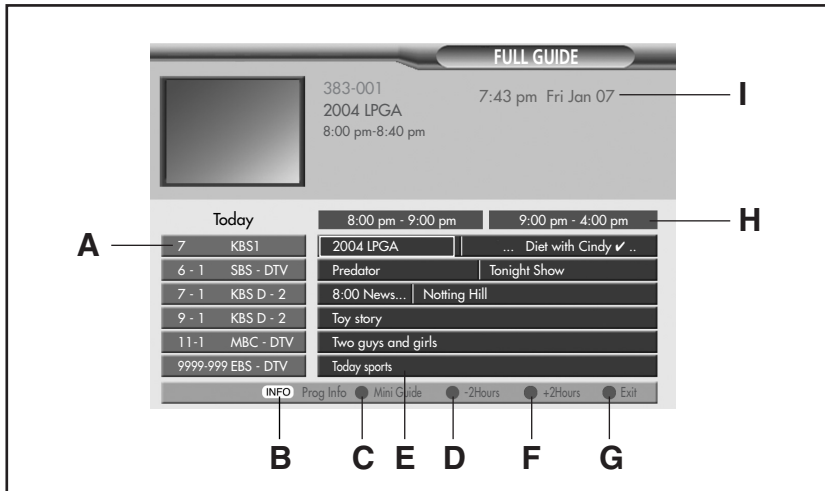 FULL GUIDE
383-001
7:43 pm Fri Jan 07
I
2004 LPGA
8:00 pm-8:40 pm
Today
8:00 pm - 9:00 pm
9:00 pm - 4:00 pm
H
A
7 KBS1
2004 LPGA
... Diet with Cindy ✔ ..
6 - 1 SBS - DTV
Predator
Tonight Show
7 - 1 KBS D - 2
8:00 News...
Notting Hill
9 - 1 KBS D - 2
Toy story
11-1 MBC - DTV
Two guys and girls
9999-999 EBS - DTV
Today sports
INFO Prog Info Mini Guide -2Hours +2Hours Exit
B C E D F G